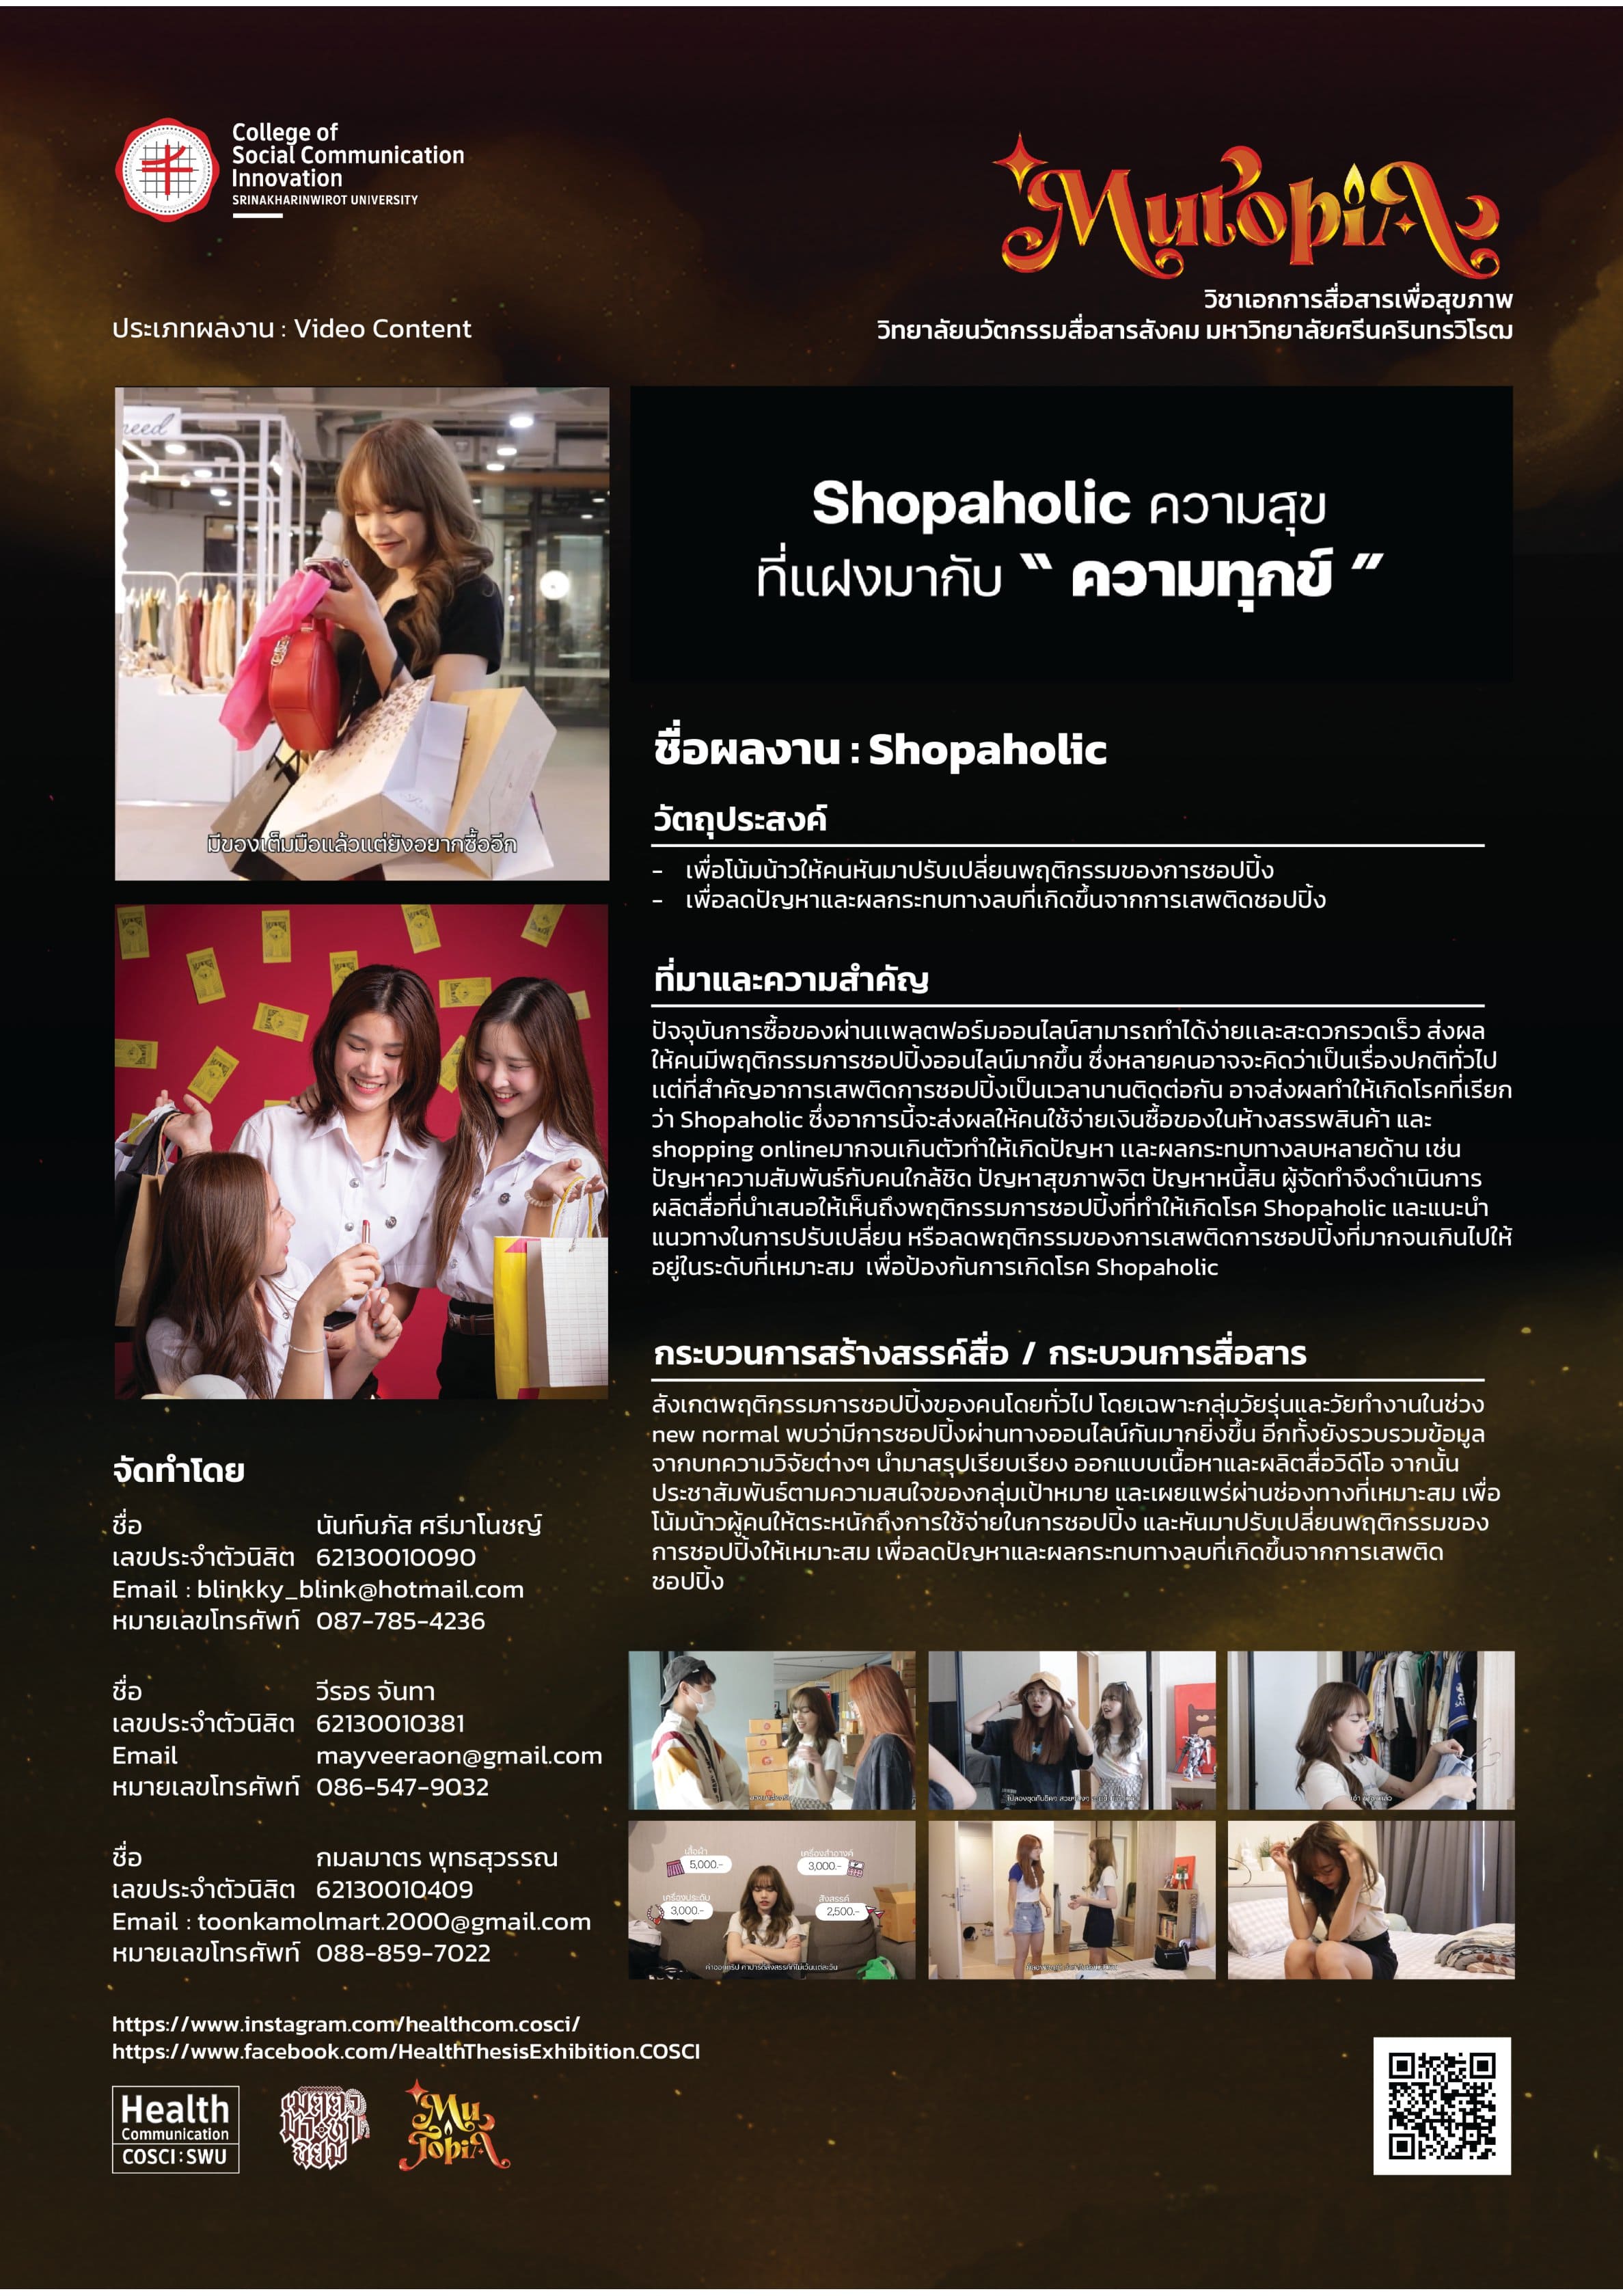 College of
Social Communication
Innovation
SRINAKHARINWIROT UNIVERSITY
MutopiA
วิชาเอกการสื่อสารเพื่อสุขภาพ
วิทยาลัยนวัตกรรมสื่อสารสังคม มหาวิทยาลัยศรีนครินทรวิโรฒ
ประเภทผลงาน : Video Content
need
มีของเต็มมือแล้วแต่ยังอยากซื้ออีก
Shopaholic ความสุข
ที่แฝงมากับ “ ความทุกข์ ”
ชื่อผลงาน : Shopaholic
วัตถุประสงค์
- เพื่อโน้มน้าวให้คนหันมาปรับเปลี่ยนพฤติกรรมของการชอปปิ้ง
- เพื่อลดปัญหาและผลกระทบทางลบที่เกิดขึ้นจากการเสพติดชอปปิ้ง
ที่มาและความสำคัญ
ปัจจุบันการซื้อของผ่านแพลตฟอร์มออนไลน์สามารถทำได้ง่ายและสะดวกรวดเร็ว ส่งผล
ให้คนมีพฤติกรรมการชอปปิ้งออนไลน์มากขึ้น ซึ่งหลายคนอาจจะคิดว่าเป็นเรื่องปกติทั่วไป
แต่ที่สำคัญอาการเสพติดการชอปปิ้งเป็นเวลานานติดต่อกัน อาจส่งผลทำให้เกิดโรคที่เรียก
ว่า Shopaholic ซึ่งอาการนี้จะส่งผลให้คนใช้จ่ายเงินซื้อของในห้างสรรพสินค้า และ
shopping onlineมากจนเกินตัวทำให้เกิดปัญหา และผลกระทบทางลบหลายด้าน เช่น
ปัญหาความสัมพันธ์กับคนใกล้ชิด ปัญหาสุขภาพจิต ปัญหาหนี้สิน ผู้จัดทำจึงดำเนินการ
ผลิตสื่อที่นำเสนอให้เห็นถึงพฤติกรรมการชอปปิ้งที่ทำให้เกิดโรค Shopaholic และแนะนำ
แนวทางในการปรับเปลี่ยน หรือลดพฤติกรรมของการเสพติดการชอปปิ้งที่มากจนเกินไปให้
อยู่ในระดับที่เหมาะสม เพื่อป้องกันการเกิดโรค Shopaholic
กระบวนการสร้างสรรค์สื่อ / กระบวนการสื่อสาร
สังเกตพฤติกรรมการชอปปิ้งของคนโดยทั่วไป โดยเฉพาะกลุ่มวัยรุ่นและวัยทำงานในช่วง
new normal พบว่ามีการชอปปิ้งผ่านทางออนไลน์กันมากยิ่งขึ้น อีกทั้งยังรวบรวมข้อมูล
จากบทความวิจัยต่างๆ นำมาสรุปเรียบเรียง ออกแบบเนื้อหาและผลิตสื่อวิดีโอ จากนั้น
ประชาสัมพันธ์ตามความสนใจของกลุ่มเป้าหมาย และเผยแพร่ผ่านช่องทางที่เหมาะสม เพื่อ
โน้มน้าวผู้คนให้ตระหนักถึงการใช้จ่ายในการชอปปิ้ง และหันมาปรับเปลี่ยนพฤติกรรมของ
การชอปปิ้งให้เหมาะสม เพื่อลดปัญหาและผลกระทบทางลบที่เกิดขึ้นจากการเสพติด
ชอปปิ้ง
จัดทำโดย
ชื่อ นันท์นภัส ศรีมาโนชญ์
เลขประจำตัวนิสิต 62130010090
Email : blinkky_blink@hotmail.com
หมายเลขโทรศัพท์ 087-785-4236
ชื่อ วีรอร จันทา
เลขประจำตัวนิสิต 62130010381
Email mayveeraon@gmail.com
หมายเลขโทรศัพท์ 086-547-9032
ชื่อ กมลมาตร พุทธสุวรรณ
เลขประจำตัวนิสิต 62130010409
Email : toonkamolmart.2000@gmail.com
หมายเลขโทรศัพท์ 088-859-7022
เสื้อผ้า
5,000.-
เครื่องสำอางค์
3,000.-
เครื่องประดับ
3,000.-
สังสรรค์
2,500.-
https://www.instagram.com/healthcom.cosci/
https://www.facebook.com/HealthThesisExhibition.COSCI
Health
Communication
COSCI:SWU
Mu
TopiA